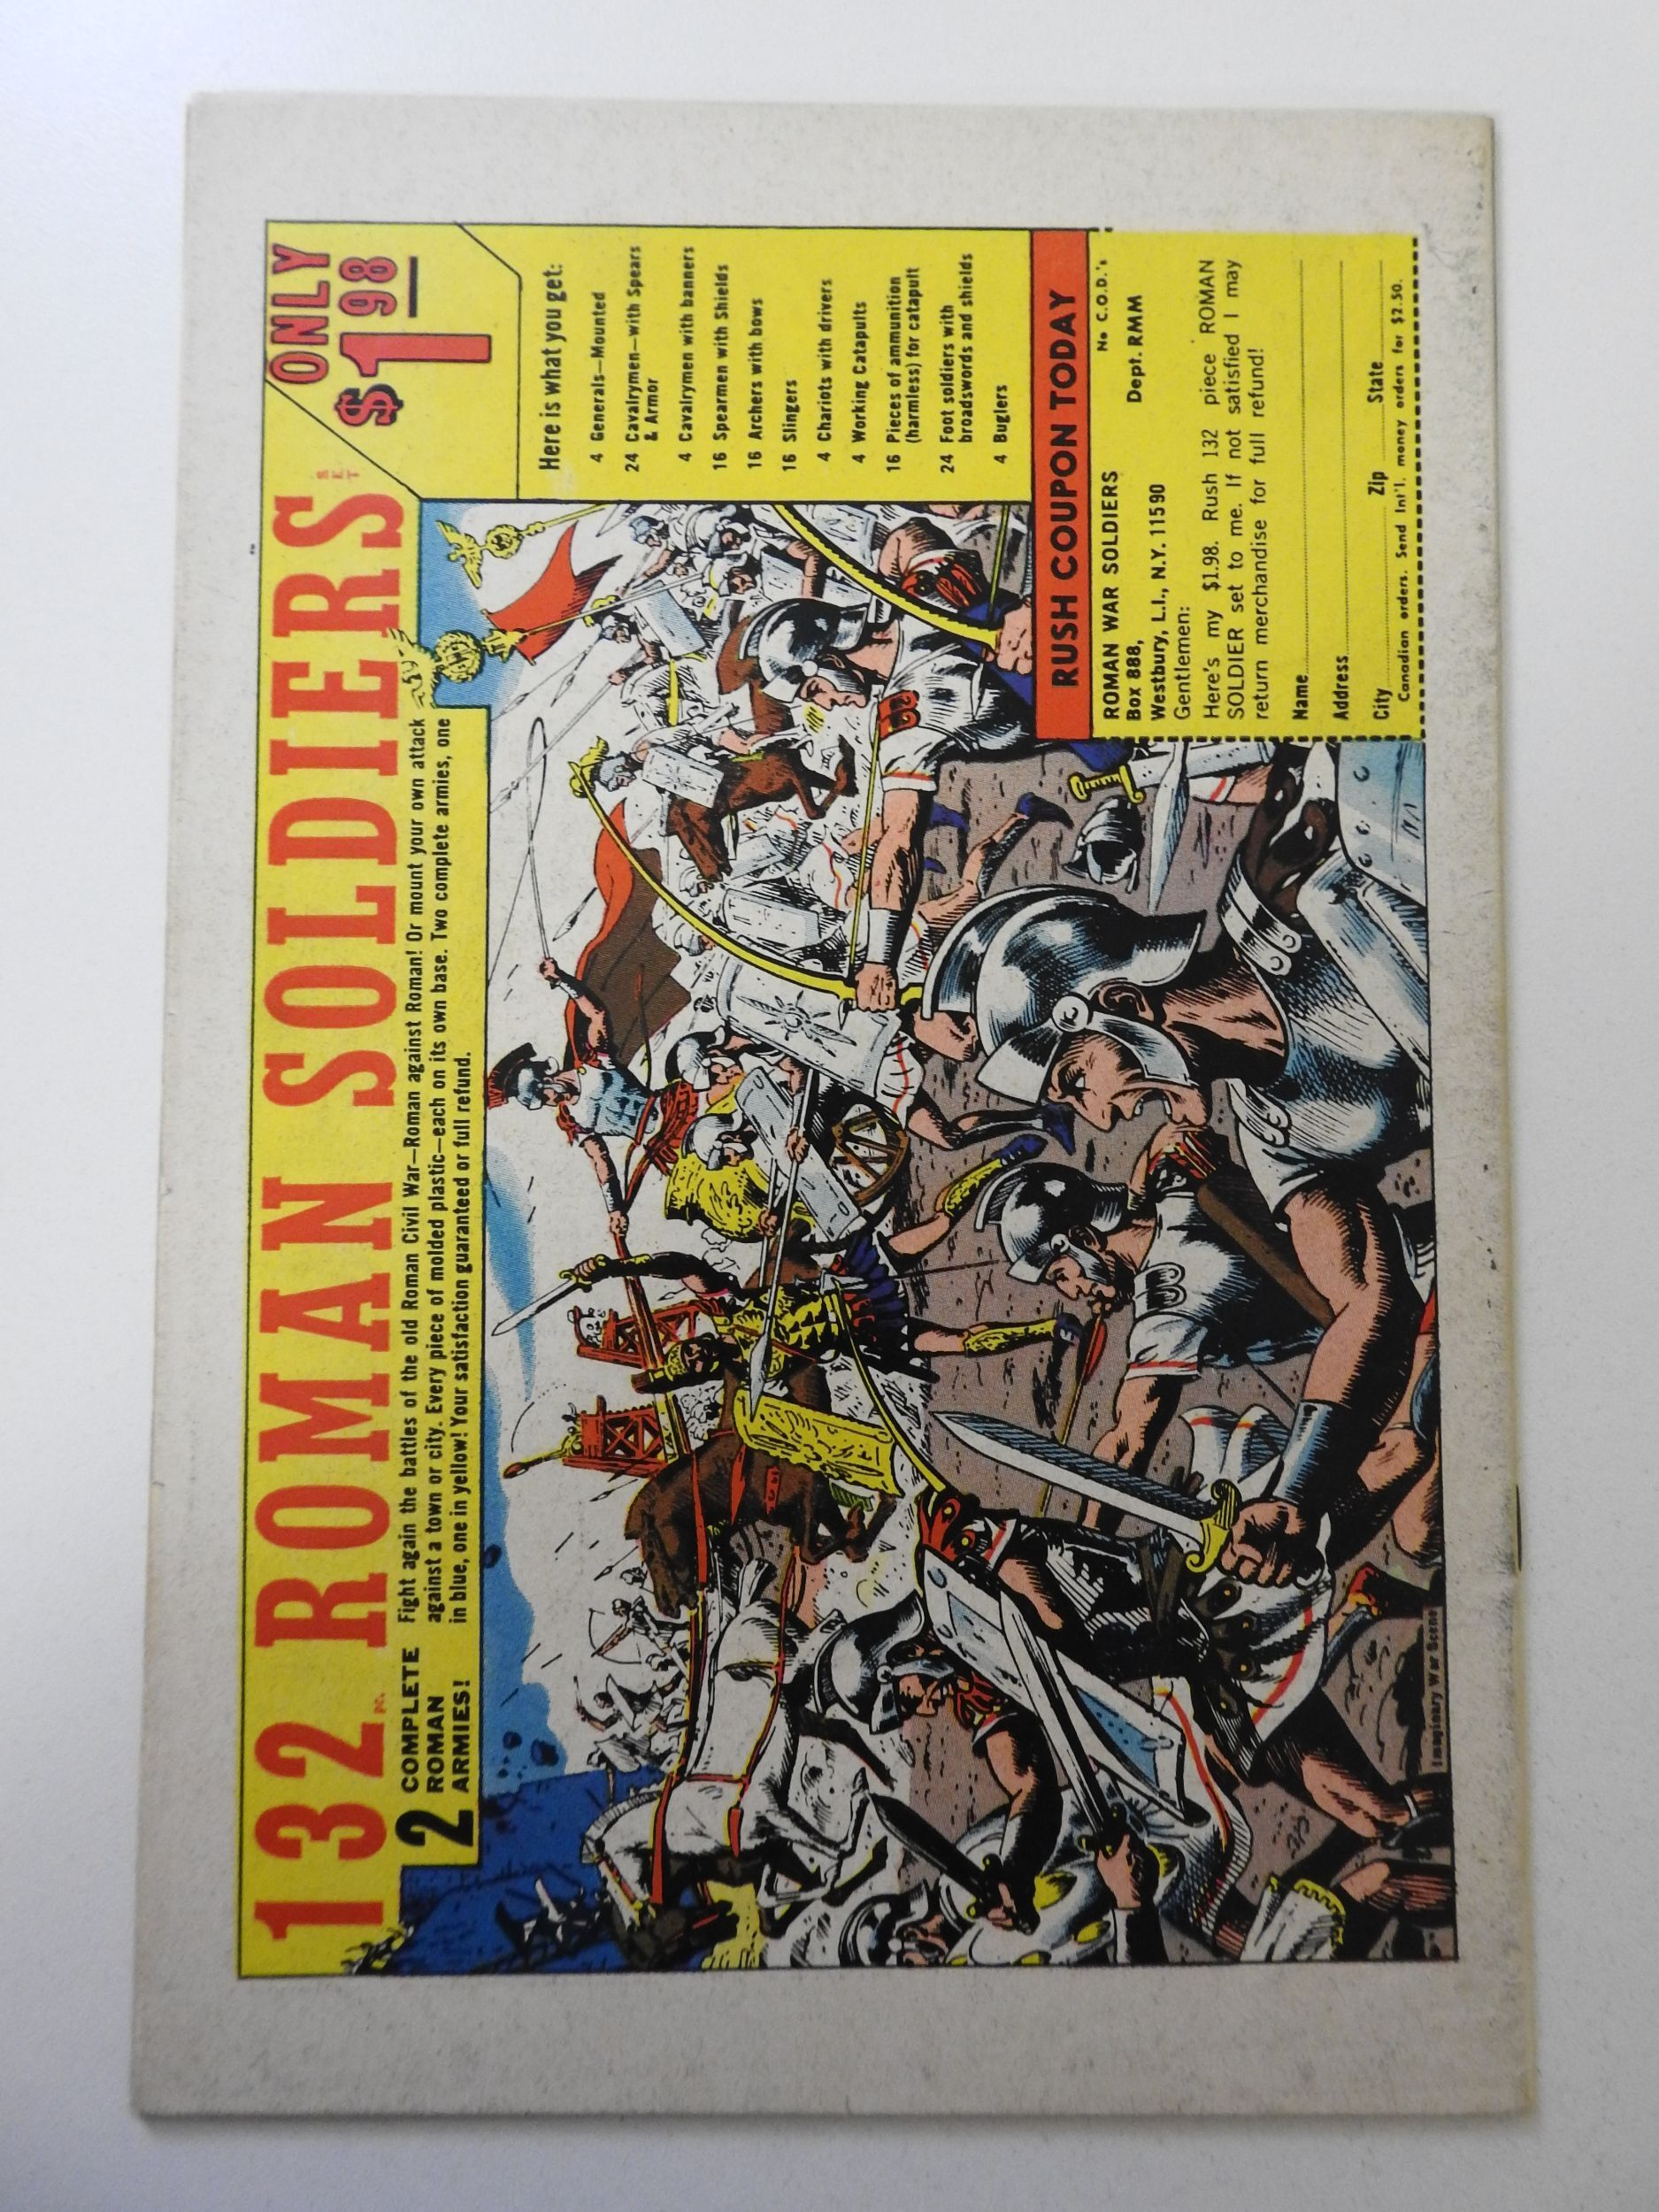 132 PC. ROMAN SOLDIERS SET
ONLY
$198
2 COMPLETE
ROMAN
ARMIES!
Fight again the battles of the old Roman Civil War—Roman against Roman! Or mount your own attack
against a town or city. Every piece of molded plastic—each on its own base. Two complete armies, one
in blue, one in yellow! Your satisfaction guaranteed or full refund.
Here is what you get:
4 Generals—Mounted
24 Cavalrymen—with Spears
& Armor
4 Cavalrymen with banners
16 Spearmen with Shields
16 Archers with bows
16 Slingers
4 Chariots with drivers
4 Working Catapults
16 Pieces of ammunition
(harmless) for catapult
24 Foot soldiers with
broadswords and shields
4 Buglers
RUSH COUPON TODAY
ROMAN WAR SOLDIERS No C.O.D.'s
Box 888,
Westbury, L.I., N.Y. 11590 Dept. RMM
Gentlemen:
Here's my $1.98. Rush 132 piece ROMAN
SOLDIER set to me. If not satisfied I may
return merchandise for full refund!
Name
Address
City Zip State
Canadian orders. Send Int'l. money orders for $2.50.
Imaginary War Scene